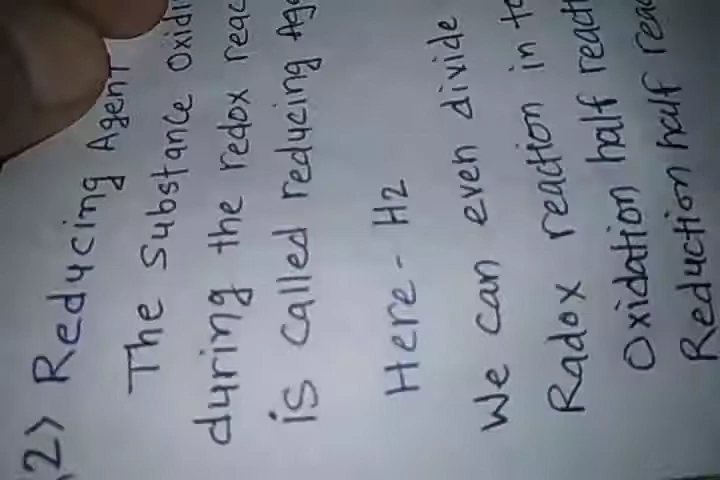 2> Reducing Agent
The Substance Oxidi
during the redox reac
is called reducing Age
Here - H2
We can even divide
Radox reaction in to
Oxidation half react
Reduction half reac